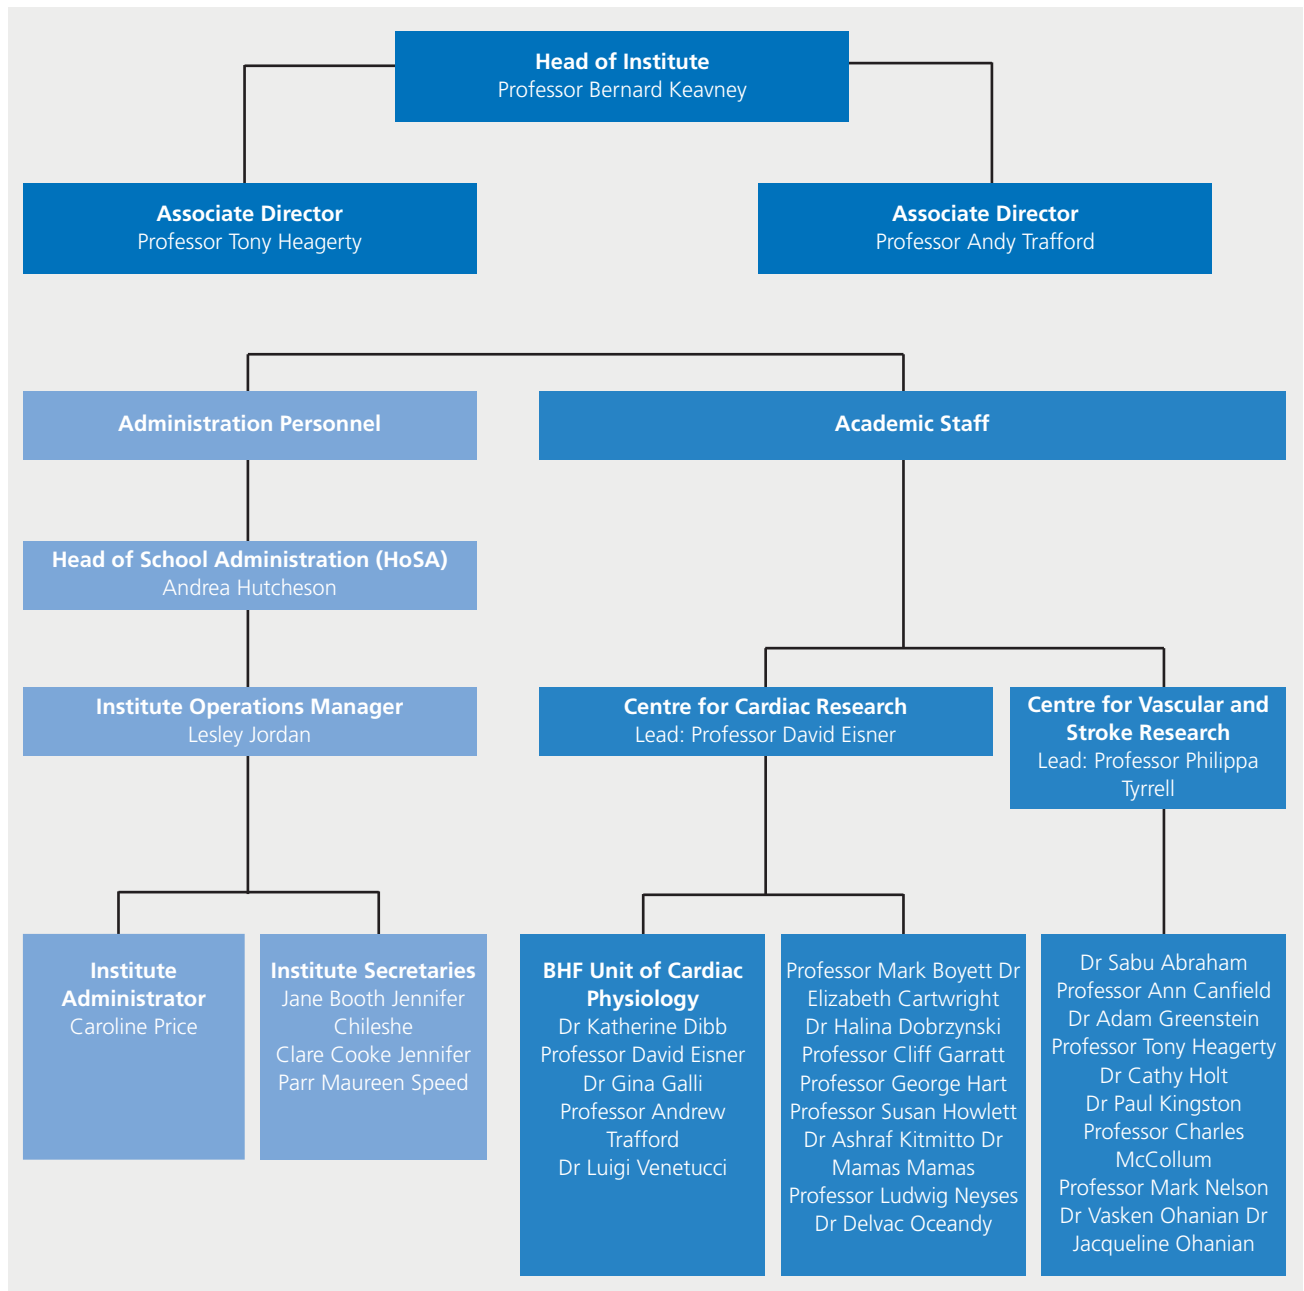 Head of Institute
Professor Bernard Keavney
Associate Director
Professor Tony Heagerty
Associate Director
Professor Andy Trafford
Administration Personnel
Academic Staff
Head of School Administration (HoSA)
Andrea Hutcheson
Institute Operations Manager
Lesley Jordan
Centre for Cardiac Research
Lead: Professor David Eisner
Centre for Vascular and
Stroke Research
Lead: Professor Philippa
Tyrrell
Institute
Administrator
Caroline Price
Institute Secretaries
Jane Booth Jennifer
Chileshe
Clare Cooke Jennifer
Parr Maureen Speed
BHF Unit of Cardiac
Physiology
Dr Katherine Dibb
Professor David Eisner
Dr Gina Galli
Professor Andrew
Trafford
Dr Luigi Venetucci
Professor Mark Boyett Dr
Elizabeth Cartwright
Dr Halina Dobrzynski
Professor Cliff Garratt
Professor George Hart
Professor Susan Howlett
Dr Ashraf Kitmitto Dr
Mamas Mamas
Professor Ludwig Neyses
Dr Delvac Oceandy
Dr Sabu Abraham
Professor Ann Canfield
Dr Adam Greenstein
Professor Tony Heagerty
Dr Cathy Holt
Dr Paul Kingston
Professor Charles
McCollum
Professor Mark Nelson
Dr Vasken Ohanian Dr
Jacqueline Ohanian